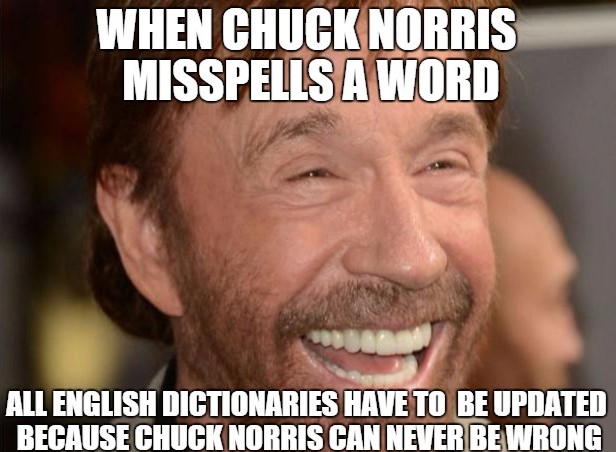 WHEN CHUCK NORRIS
MISSPELLS A WORD
ALL ENGLISH DICTIONARIES HAVE TO  BE UPDATED
BECAUSE CHUCK NORRIS CAN NEVER BE WRONG